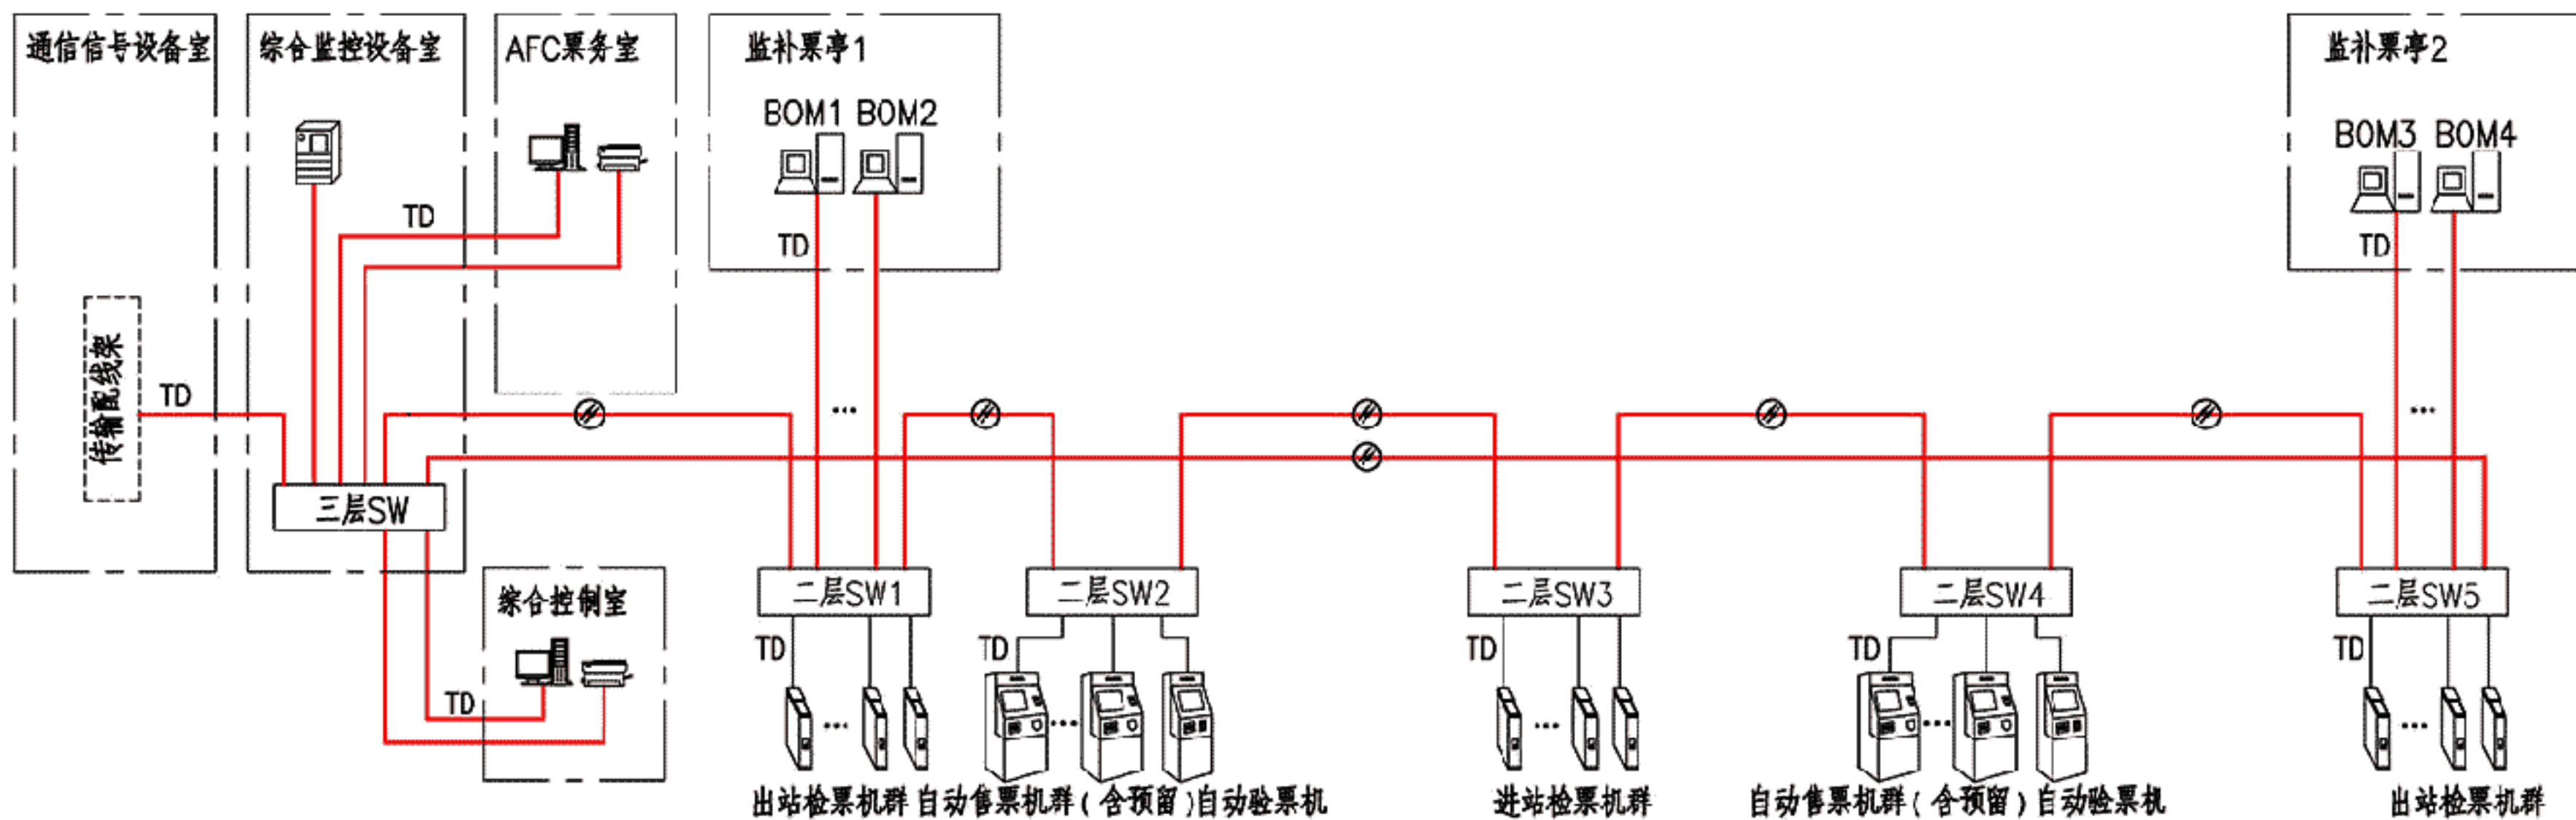 通信信号设备室
综合监控设备室
AFC票务室
监补票亭1
监补票亭2
BOM1 BOM2
BOM3 BOM4
TD
TD
TD
传输配线架
TD
...
...
三层SW
二层SW1
二层SW2
二层SW3
二层SW4
二层SW5
综合控制室
TD
TD
TD
TD
TD
TD
...
...
...
...
...
出站检票机群
自动售票机群(含预留)自动验票机
进站检票机群
自动售票机群(含预留)自动验票机
出站检票机群